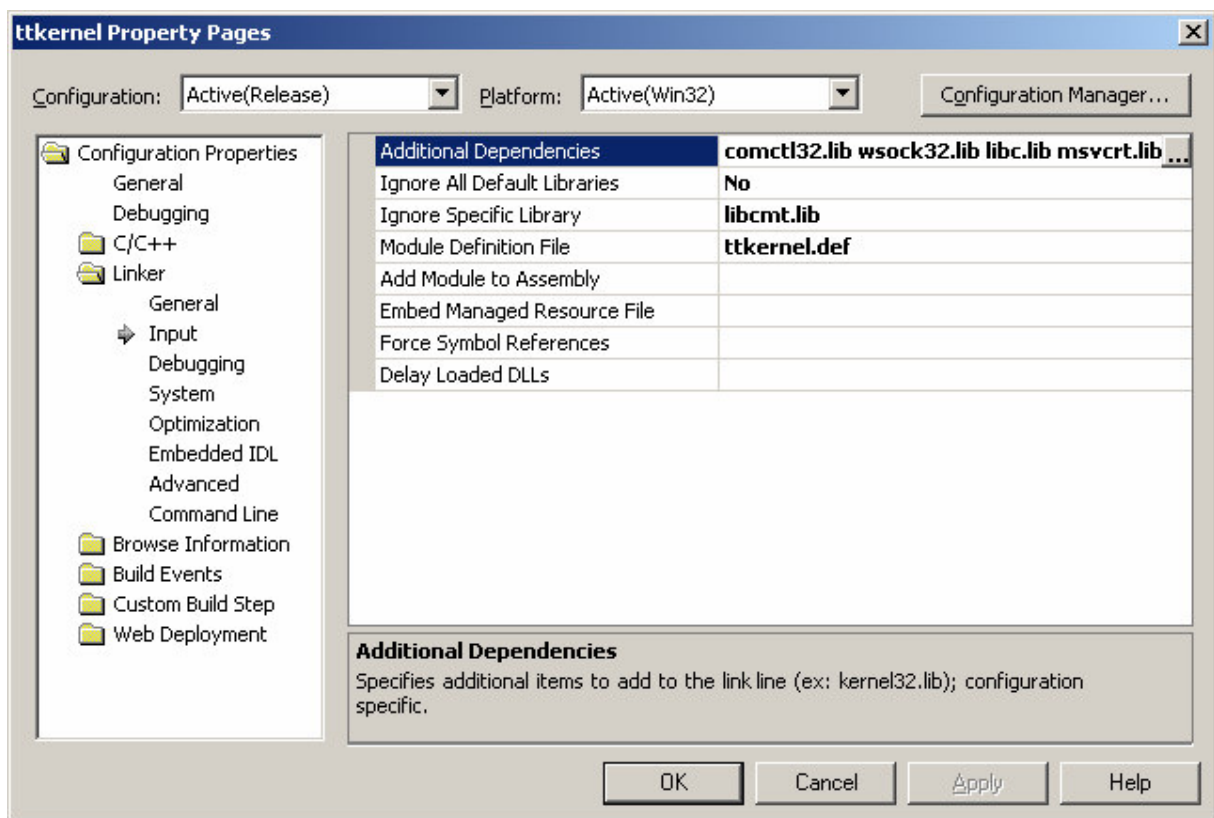 ttkernel Property Pages
Configuration: Active(Release) Platform: Active(Win32) Configuration Manager...
Configuration Properties
General
Debugging
C/C++
Linker
General
Input
Debugging
System
Optimization
Embedded IDL
Advanced
Command Line
Browse Information
Build Events
Custom Build Step
Web Deployment
Additional Dependencies comctl32.lib wsock32.lib libc.lib msvcrt.lib ...
Ignore All Default Libraries No
Ignore Specific Library libcmt.lib
Module Definition File ttkernel.def
Add Module to Assembly
Embed Managed Resource File
Force Symbol References
Delay Loaded DLLs
Additional Dependencies
Specifies additional items to add to the link line (ex: kernel32.lib); configuration
specific.
OK Cancel Apply Help